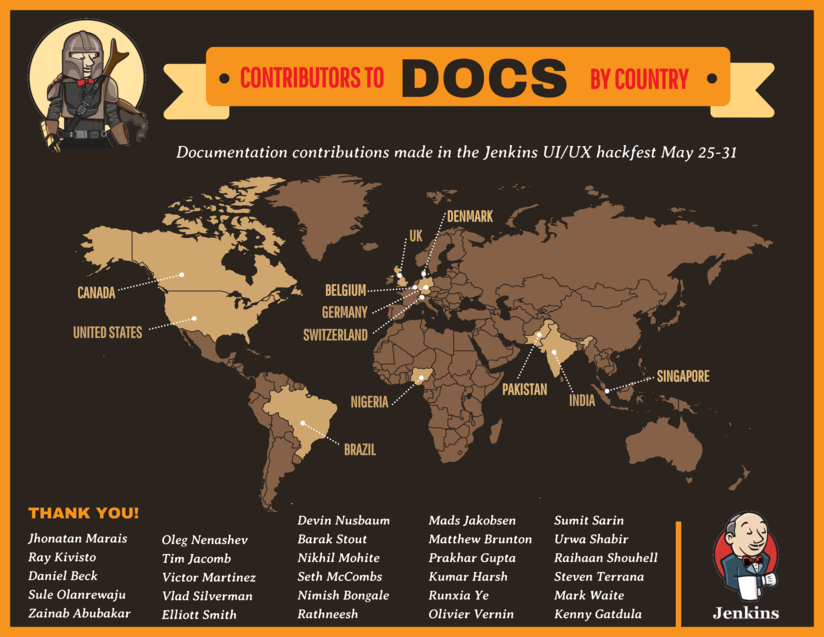 CONTRIBUTORS TO DOCS BY COUNTRY
Documentation contributions made in the Jenkins UI/UX hackfest May 25-31
DENMARK
UK
CANADA
BELGIUM
GERMANY
UNITED STATES
SWITZERLAND
PAKISTAN
SINGAPORE
NIGERIA
INDIA
BRAZIL
THANK YOU!
Jhonatan Marais
Ray Kivisto
Daniel Beck
Sule Olanrewaju
Zainab Abubakar
Oleg Nenashev
Tim Jacomb
Victor Martinez
Vlad Silverman
Elliott Smith
Devin Nusbaum
Barak Stout
Nikhil Mohite
Seth McCombs
Nimish Bongale
Rathneesh
Mads Jakobsen
Matthew Brunton
Prakhar Gupta
Kumar Harsh
Runxia Ye
Olivier Vernin
Sumit Sarin
Urwa Shabir
Raihaan Shouhell
Steven Terrana
Mark Waite
Kenny Gatdula
Jenkins